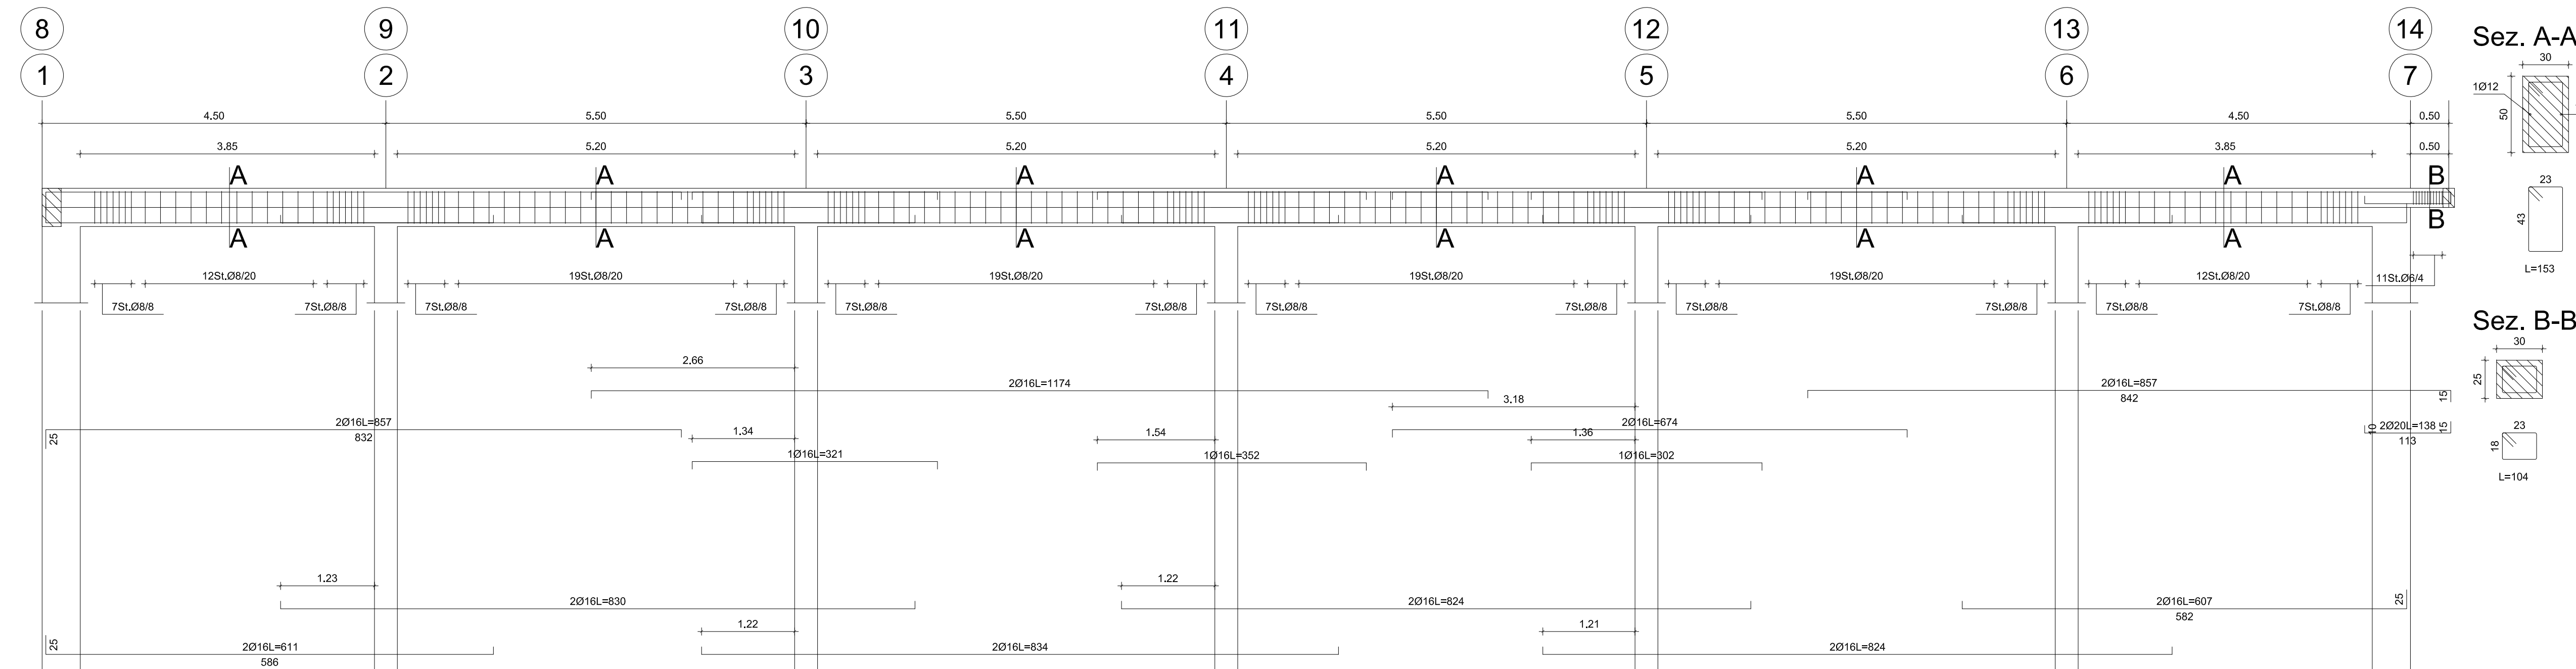 8 9 10 11 12 13 14
1 2 3 4 5 6 7
Sez. A-A
30
1Ø12
50
4.50 5.50 5.50 5.50 5.50 4.50 0.50
3.85 5.20 5.20 5.20 5.20 3.85 0.50
A A A A A A B
23
43
L=153
A A A A A A B
12St.Ø8/20 19St.Ø8/20 19St.Ø8/20 19St.Ø8/20 19St.Ø8/20 12St.Ø8/20 11St.Ø6/4
7St.Ø8/8 7St.Ø8/8 7St.Ø8/8 7St.Ø8/8 7St.Ø8/8 7St.Ø8/8 7St.Ø8/8 7St.Ø8/8 7St.Ø8/8 7St.Ø8/8 7St.Ø8/8 7St.Ø8/8
Sez. B-B
30
25
23
18
L=104
2.66
2Ø16L=1174 2Ø16L=857
842 15
3.18
2Ø16L=857 2Ø16L=674 10 2Ø20L=138 15
25 832 1.34 1.54 1.36 113
1Ø16L=321 1Ø16L=352 1Ø16L=302
1.23 1.22
2Ø16L=830 2Ø16L=824 2Ø16L=607 25
582
1.22 1.21
25 2Ø16L=611 2Ø16L=834 2Ø16L=824
586